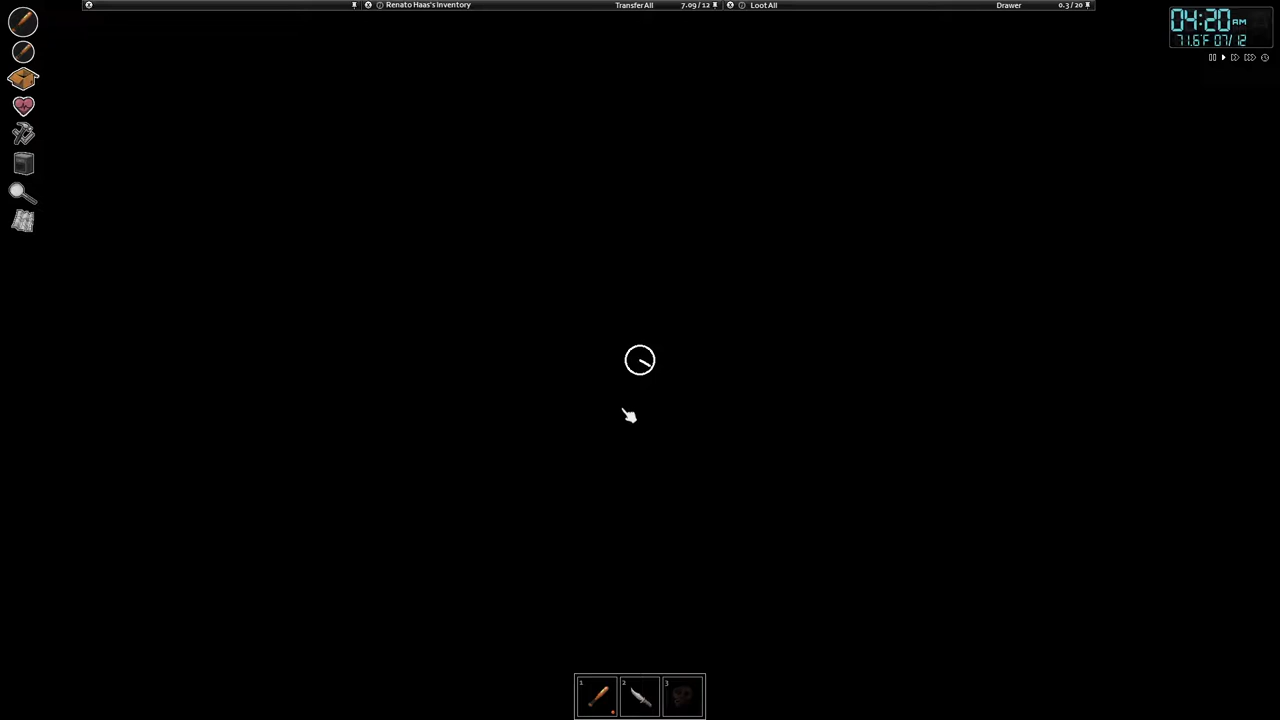 Renato Haas's Inventory Transfer All 7.09 / 12 Loot All Drawer 0.3 / 20
04:20 AM
71.6°F 07/12
1 2 3